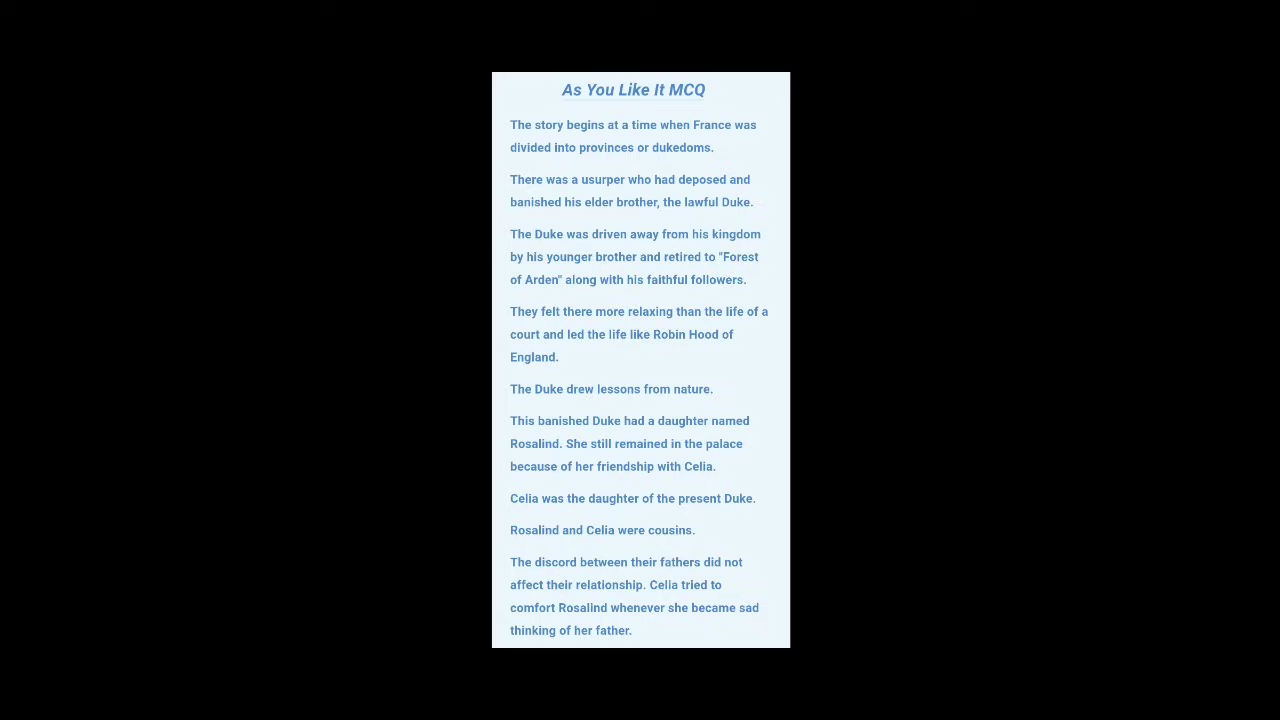 As You Like It MCQ
The story begins at a time when France was
divided into provinces or dukedoms.
There was a usurper who had deposed and
banished his elder brother, the lawful Duke.
The Duke was driven away from his kingdom
by his younger brother and retired to "Forest
of Arden" along with his faithful followers.
They felt there more relaxing than the life of a
court and led the life like Robin Hood of
England.
The Duke drew lessons from nature.
This banished Duke had a daughter named
Rosalind. She still remained in the palace
because of her friendship with Celia.
Celia was the daughter of the present Duke.
Rosalind and Celia were cousins.
The discord between their fathers did not
affect their relationship. Celia tried to
comfort Rosalind whenever she became sad
thinking of her father.